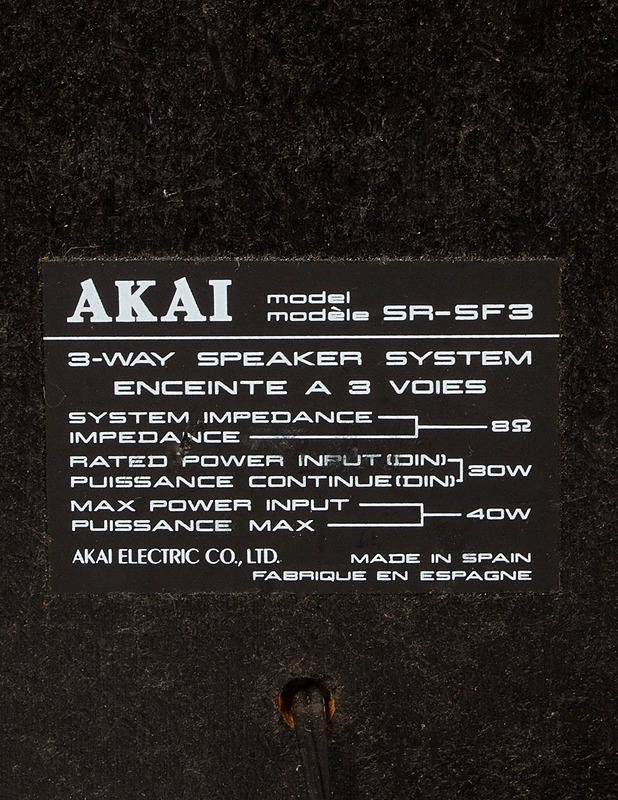 AKAI model
modèle SR-SF3
3-WAY SPEAKER SYSTEM
ENCEINTE A 3 VOIES
SYSTEM IMPEDANCE
IMPEDANCE 8Ω
RATED POWER INPUT(DIN)
PUISSANCE CONTINUE(DIN) 30W
MAX POWER INPUT
PUISSANCE MAX 40W
AKAI ELECTRIC CO., LTD. MADE IN SPAIN
FABRIQUE EN ESPAGNE